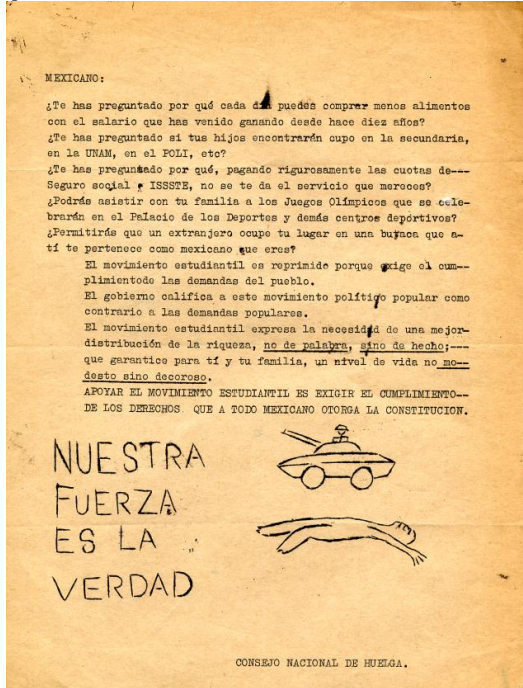 MEXICANO:
¿Te has preguntado por qué cada día puedes comprar menos alimentos
con el salario que has venido ganando desde hace diez años?
¿Te has preguntado si tus hijos encontrarán cupo en la secundaria,
en la UNAM, en el POLI, etc?
¿Te has preguntado por qué, pagando rigurosamente las cuotas de---
Seguro social e ISSSTE, no se te da el servicio que mereces?
¿Podrás asistir con tu familia a los Juegos Olímpicos que se cele-
brarán en el Palacio de los Deportes y demás centros depórtivos?
¿Permitirás que un extranjero ocupe tu lugar en una butaca que a-
tí te pertenece como mexicano que eres?
El movimiento estudiantil es reprimido porque exige el cum--
plimientode las demandas del pueblo.
El gobierno califica a este movimiento político popular como
contrario a las demandas populares.
El movimiento estudiantil expresa la necesidad de una mejor-
distribución de la riqueza, no de palabra, sino de hecho;---
que garantice para tí y tu familia, un nivel de vida no mo--
desto sino decoroso.
APOYAR EL MOVIMIENTO ESTUDIANTIL ES EXIGIR EL CUMPLIMIENTO--
DE LOS DERECHOS QUE A TODO MEXICANO OTORGA LA CONSTITUCION.
NUESTRA
FUERZA
ES LA
VERDAD
CONSEJO NACIONAL DE HUELGA.